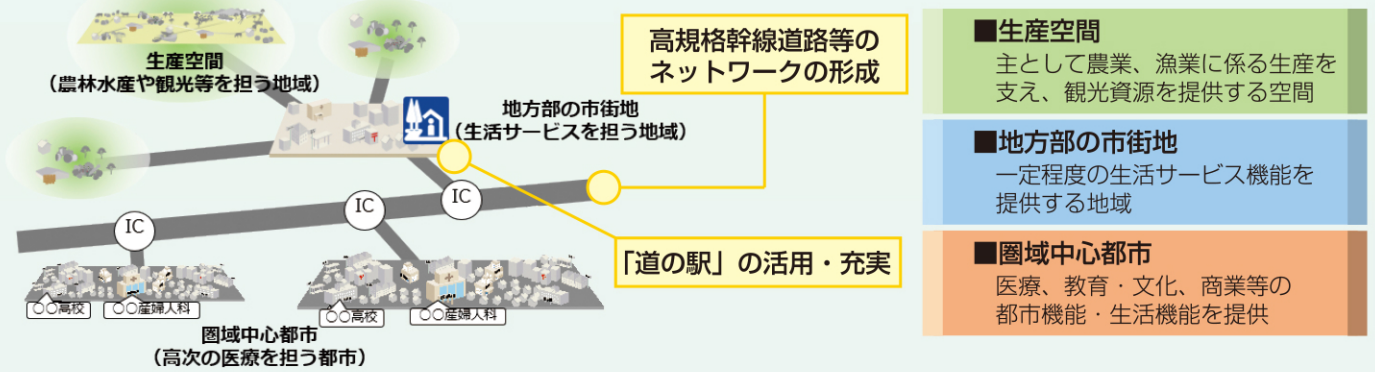 生産空間
(農林水産や観光等を担う地域)
地方部の市街地
(生活サービスを担う地域)
高規格幹線道路等の
ネットワークの形成
IC
IC
IC
「道の駅」の活用・充実
○○高校
○○産婦人科
○○高校
○○産婦人科
圏域中心都市
(高次の医療を担う都市)
■生産空間
主として農業、漁業に係る生産を
支え、観光資源を提供する空間
■地方部の市街地
一定程度の生活サービス機能を
提供する地域
■圏域中心都市
医療、教育・文化、商業等の
都市機能・生活機能を提供